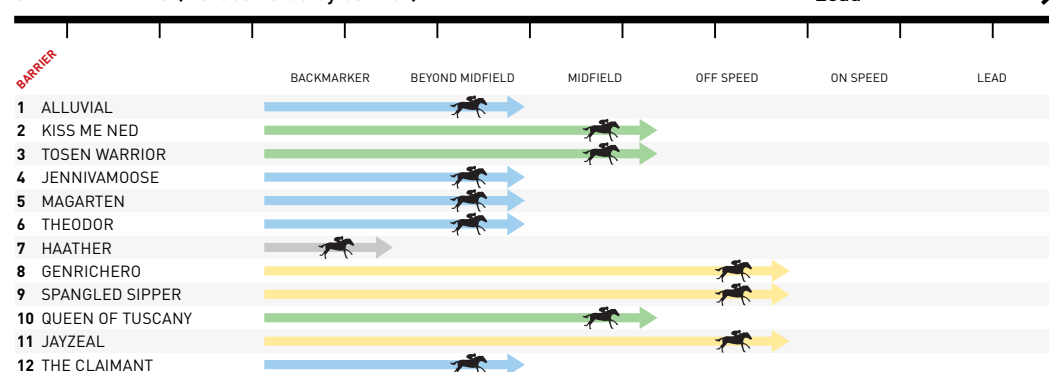 BARRIER
BACKMARKER BEYOND MIDFIELD MIDFIELD OFF SPEED ON SPEED LEAD
1 ALLUVIAL
2 KISS ME NED
3 TOSEN WARRIOR
4 JENNIVAMOOSE
5 MAGARTEN
6 THEODOR
7 HAATHER
8 GENRICHERO
9 SPANGLED SIPPER
10 QUEEN OF TUSCANY
11 JAYZEAL
12 THE CLAIMANT